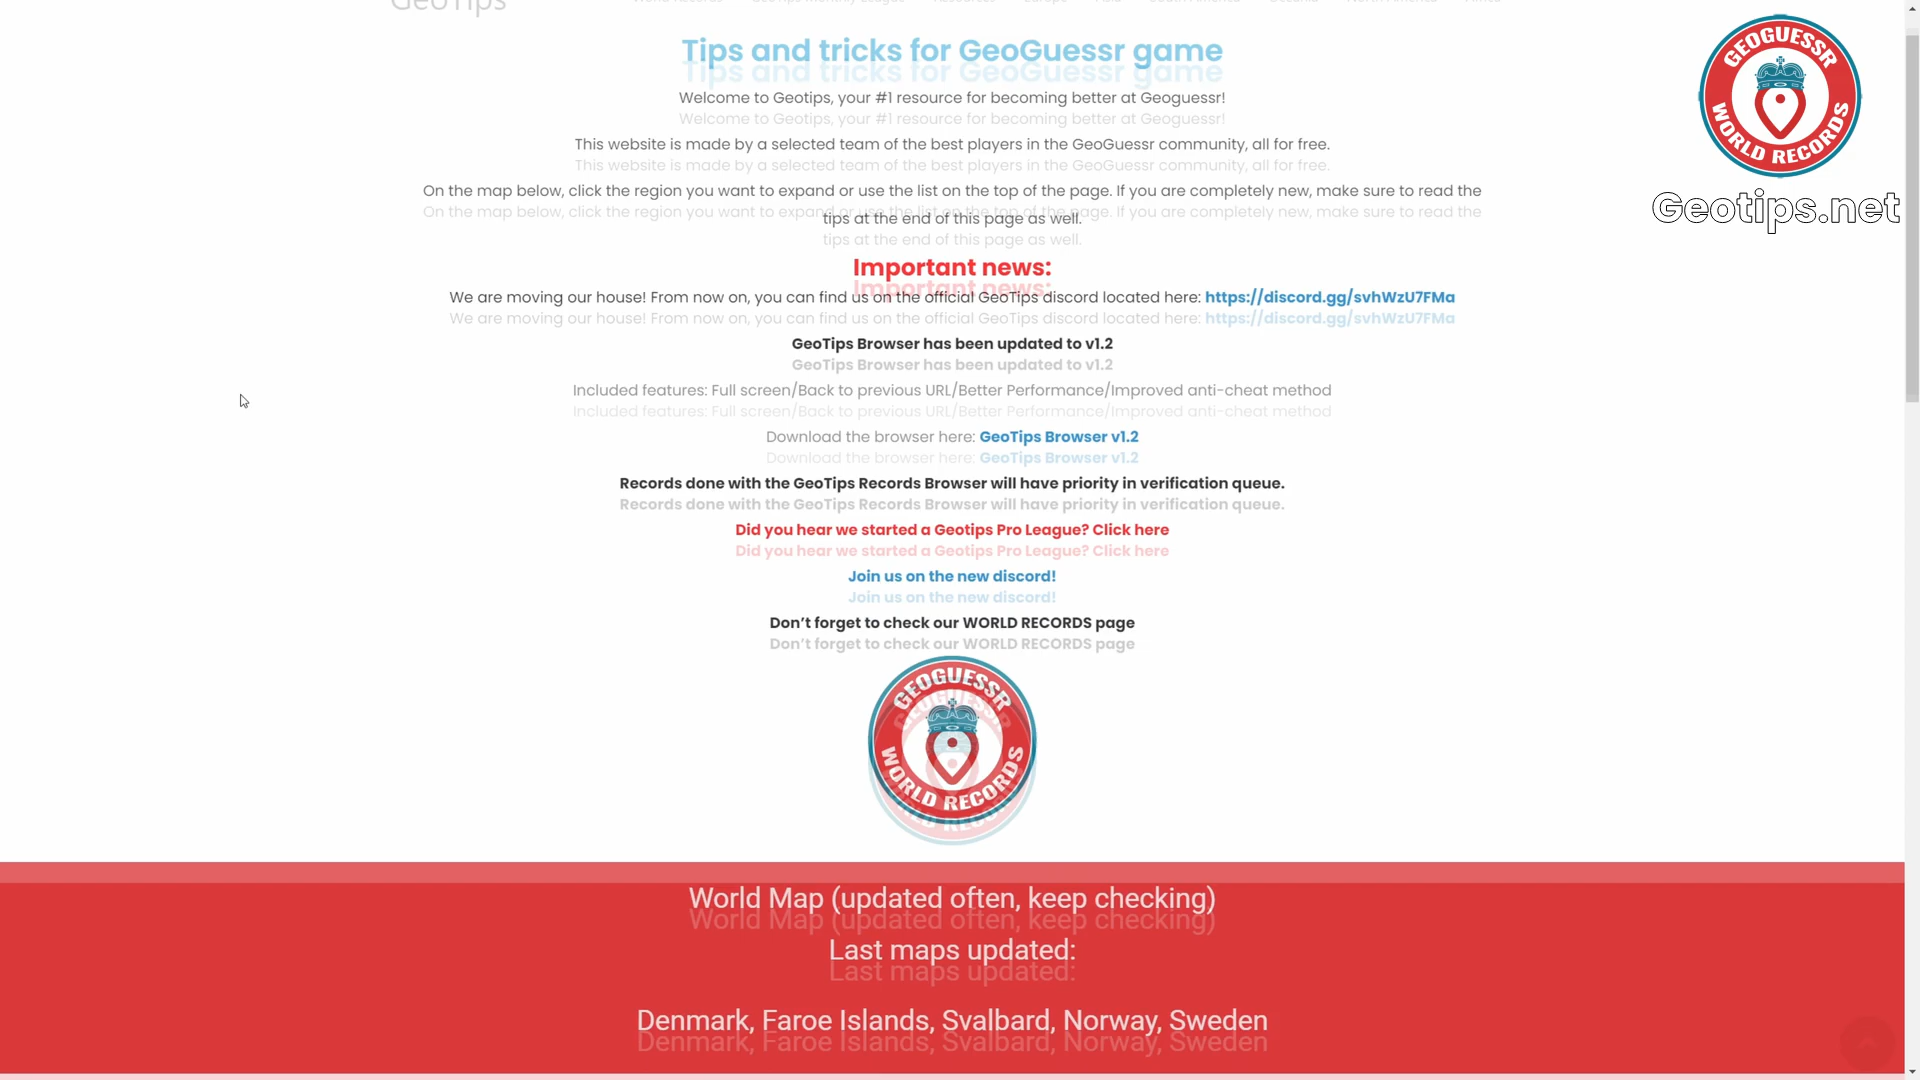 GeoTips
Tips and tricks for GeoGuessr game
Welcome to Geotips, your #1 resource for becoming better at Geoguessr!
This website is made by a selected team of the best players in the GeoGuessr community, all for free.
On the map below, click the region you want to expand or use the list on the top of the page. If you are completely new, make sure to read the
tips at the end of this page as well.
Important news:
We are moving our house! From now on, you can find us on the official GeoTips discord located here: https://discord.gg/svhWzU7FMa
GeoTips Browser has been updated to v1.2
Included features: Full screen/Back to previous URL/Better Performance/Improved anti-cheat method
Download the browser here: GeoTips Browser v1.2
Records done with the GeoTips Records Browser will have priority in verification queue.
Did you hear we started a Geotips Pro League? Click here
Join us on the new discord!
Don't forget to check our WORLD RECORDS page
GEOGUESSR
WORLD RECORDS
World Map (updated often, keep checking)
Last maps updated:
Denmark, Faroe Islands, Svalbard, Norway, Sweden
GEOGUESSR
WORLD RECORDS
Geotips.net